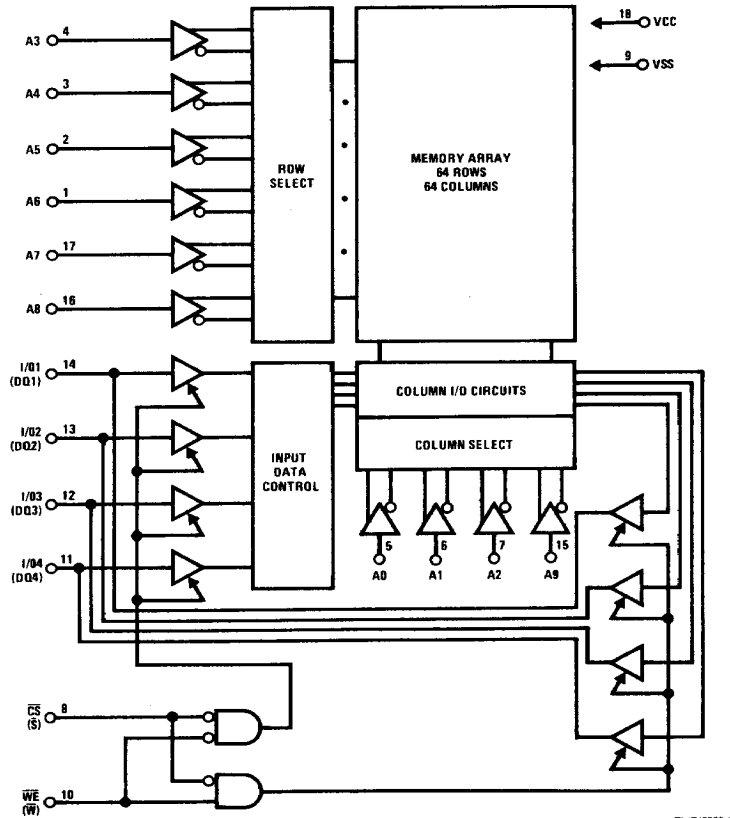 A3 4
18 VCC
A4 3
9 VSS
A5 2
A6 1
A7 17
A8 16
ROW
SELECT
MEMORY ARRAY
64 ROWS
64 COLUMNS
I/O1 14
(DQ1)
I/O2 13
(DQ2)
I/O3 12
(DQ3)
I/O4 11
(DQ4)
INPUT
DATA
CONTROL
COLUMN I/O CIRCUITS
COLUMN SELECT
5 6 7 15
A0 A1 A2 A9
C̅S̅ 8
(S̅)
W̅E̅ 10
(W̅)